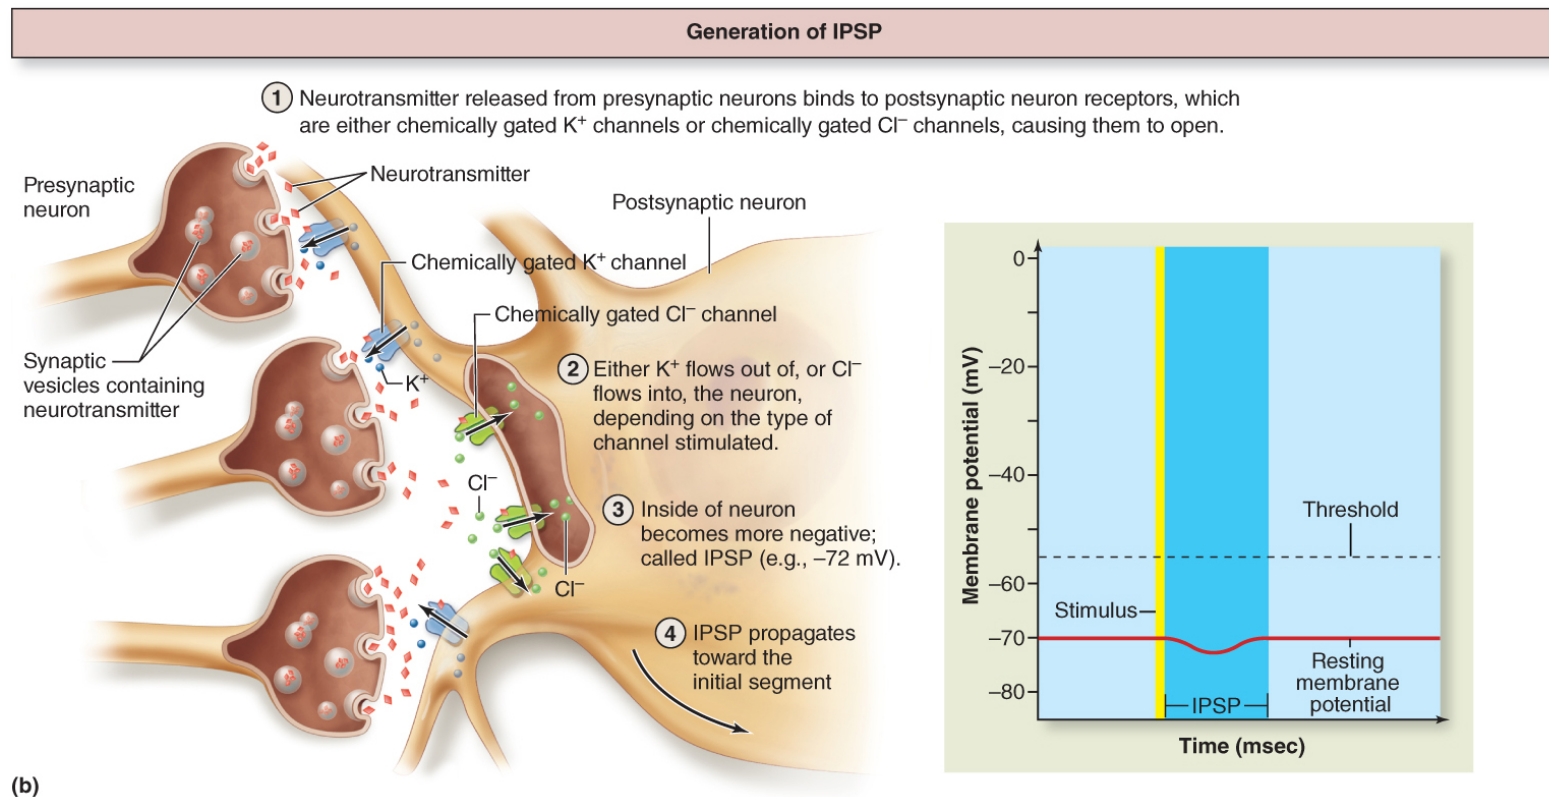 Generation of IPSP
1 Neurotransmitter released from presynaptic neurons binds to postsynaptic neuron receptors, which
are either chemically gated K⁺ channels or chemically gated Cl⁻ channels, causing them to open.
Presynaptic
neuron
Neurotransmitter
Postsynaptic neuron
Chemically gated K⁺ channel
Chemically gated Cl⁻ channel
Synaptic
vesicles containing
neurotransmitter
K⁺
2 Either K⁺ flows out of, or Cl⁻
flows into, the neuron,
depending on the type of
channel stimulated.
Cl⁻
3 Inside of neuron
becomes more negative;
called IPSP (e.g., –72 mV).
Cl⁻
4 IPSP propagates
toward the
initial segment
(b)
Membrane potential (mV)
0
–20
–40
–60
–70
–80
Threshold
Stimulus
Resting
membrane
potential
IPSP
Time (msec)